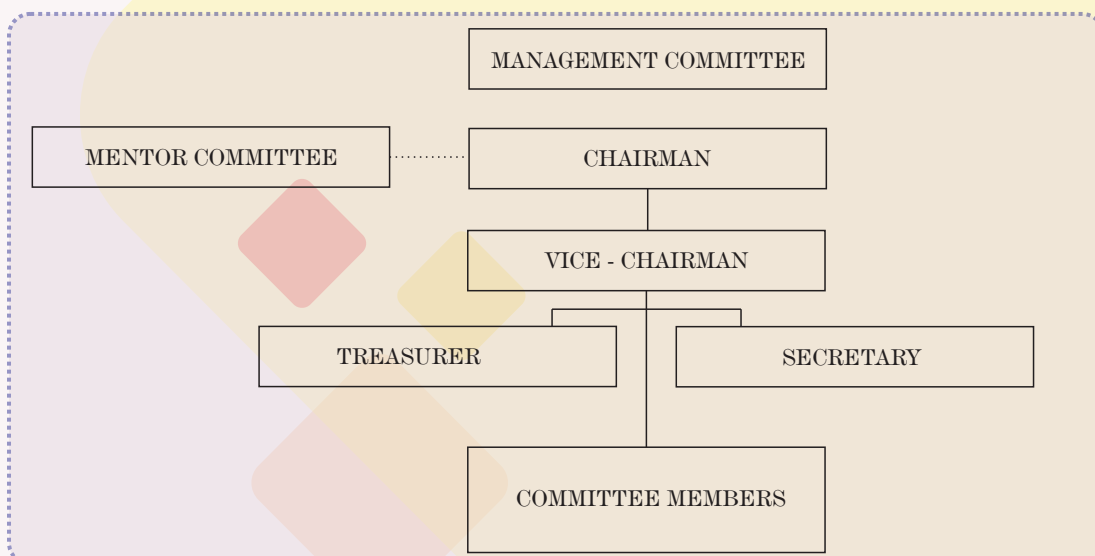 MANAGEMENT COMMITTEE
MENTOR COMMITTEE
CHAIRMAN
VICE - CHAIRMAN
TREASURER
SECRETARY
COMMITTEE MEMBERS